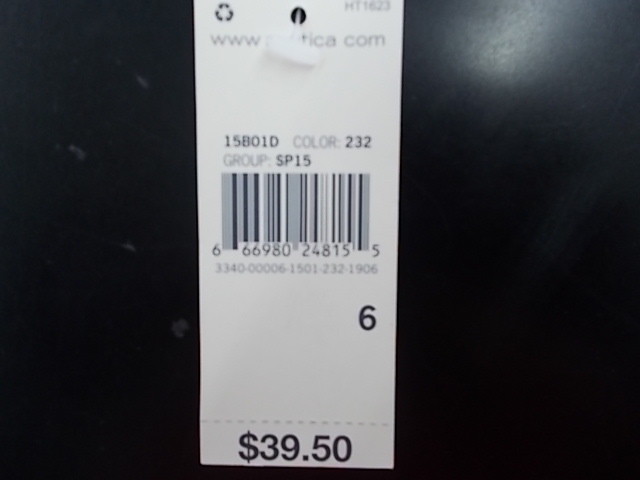 HT1623
www tica com
15B01D COLOR: 232
GROUP: SP15
6 66980 24815 5
3340-00006-1501-232-1906
6
$39.50